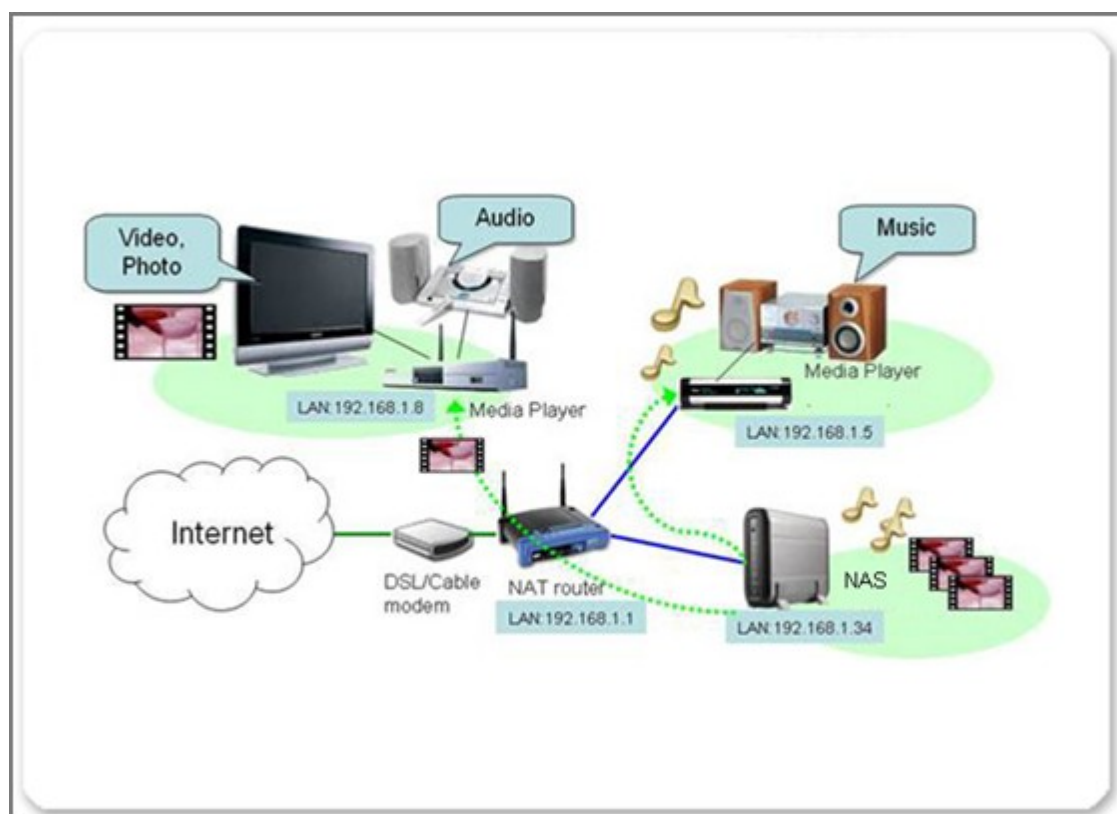 Video,
Photo
Audio
Music
LAN:192.168.1.8
Media Player
Media Player
LAN:192.168.1.5
Internet
DSL/Cable
modem
NAT router
LAN:192.168.1.1
NAS
LAN:192.168.1.34